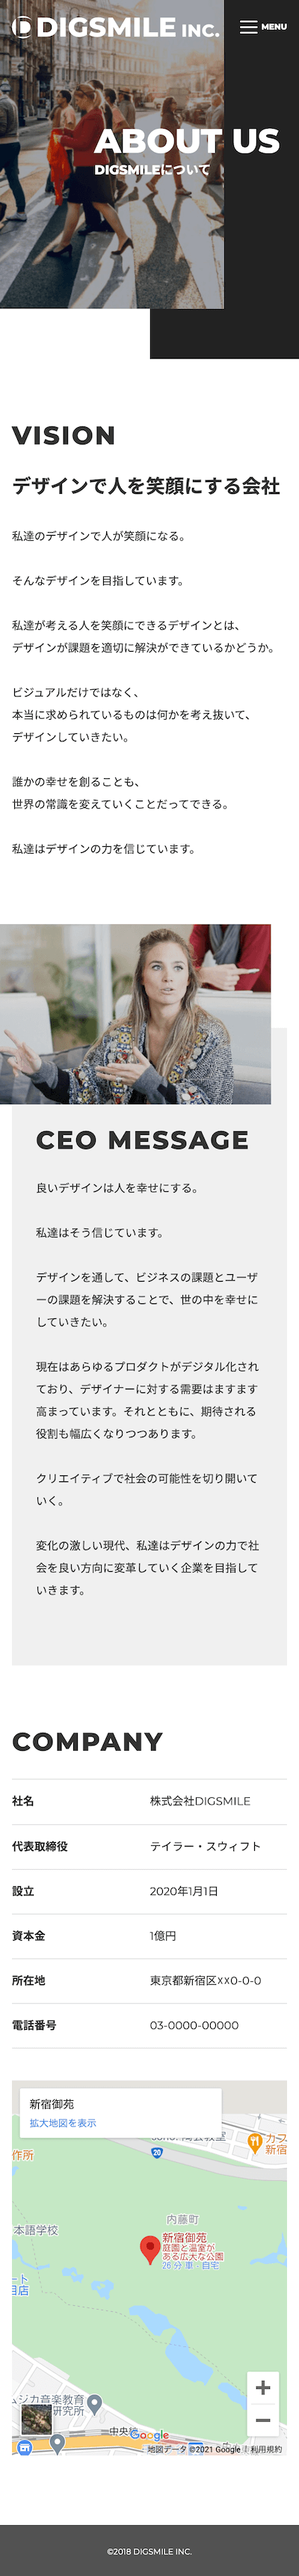 DIGSMILE INC.
MENU
ABOUT US
DIGSMILEについて
VISION
デザインで人を笑顔にする会社
私達のデザインで人が笑顔になる。
そんなデザインを目指しています。
私達が考える人を笑顔にできるデザインとは、
デザインが課題を適切に解決ができているかどうか。
ビジュアルだけではなく、
本当に求められているものは何かを考え抜いて、
デザインしていきたい。
誰かの幸せを創ることも、
世界の常識を変えていくことだってできる。
私達はデザインの力を信じています。
CEO MESSAGE
良いデザインは人を幸せにする。
私達はそう信じています。
デザインを通して、ビジネスの課題とユーザ
ーの課題を解決することで、世の中を幸せに
していきたい。
現在はあらゆるプロダクトがデジタル化され
ており、デザイナーに対する需要はますます
高まっています。それとともに、期待される
役割も幅広くなりつつあります。
クリエイティブで社会の可能性を切り開いて
いく。
変化の激しい現代、私達はデザインの力で社
会を良い方向に変革していく企業を目指して
いきます。
COMPANY
社名 株式会社DIGSMILE
代表取締役 テイラー・スウィフト
設立 2020年1月1日
資本金 1億円
所在地 東京都新宿区xx0-0-0
電話番号 03-0000-00000
新宿御苑
拡大地図を表示
20
カフ
新宿
作所
内藤町
本語学校
新宿御苑
庭園と温室が
ある広大な公園
26 分 車 - 自宅
ート
目店
ムジカ音楽教育
研究所
中央線
Google
地図データ ©2021 Google 利用規約
©2018 DIGSMILE INC.